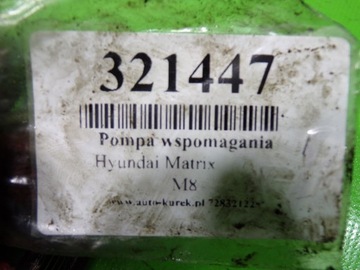 321447
Pompa wspomagania
Hyundai Matrix
M8
www.auto-kurek.pl